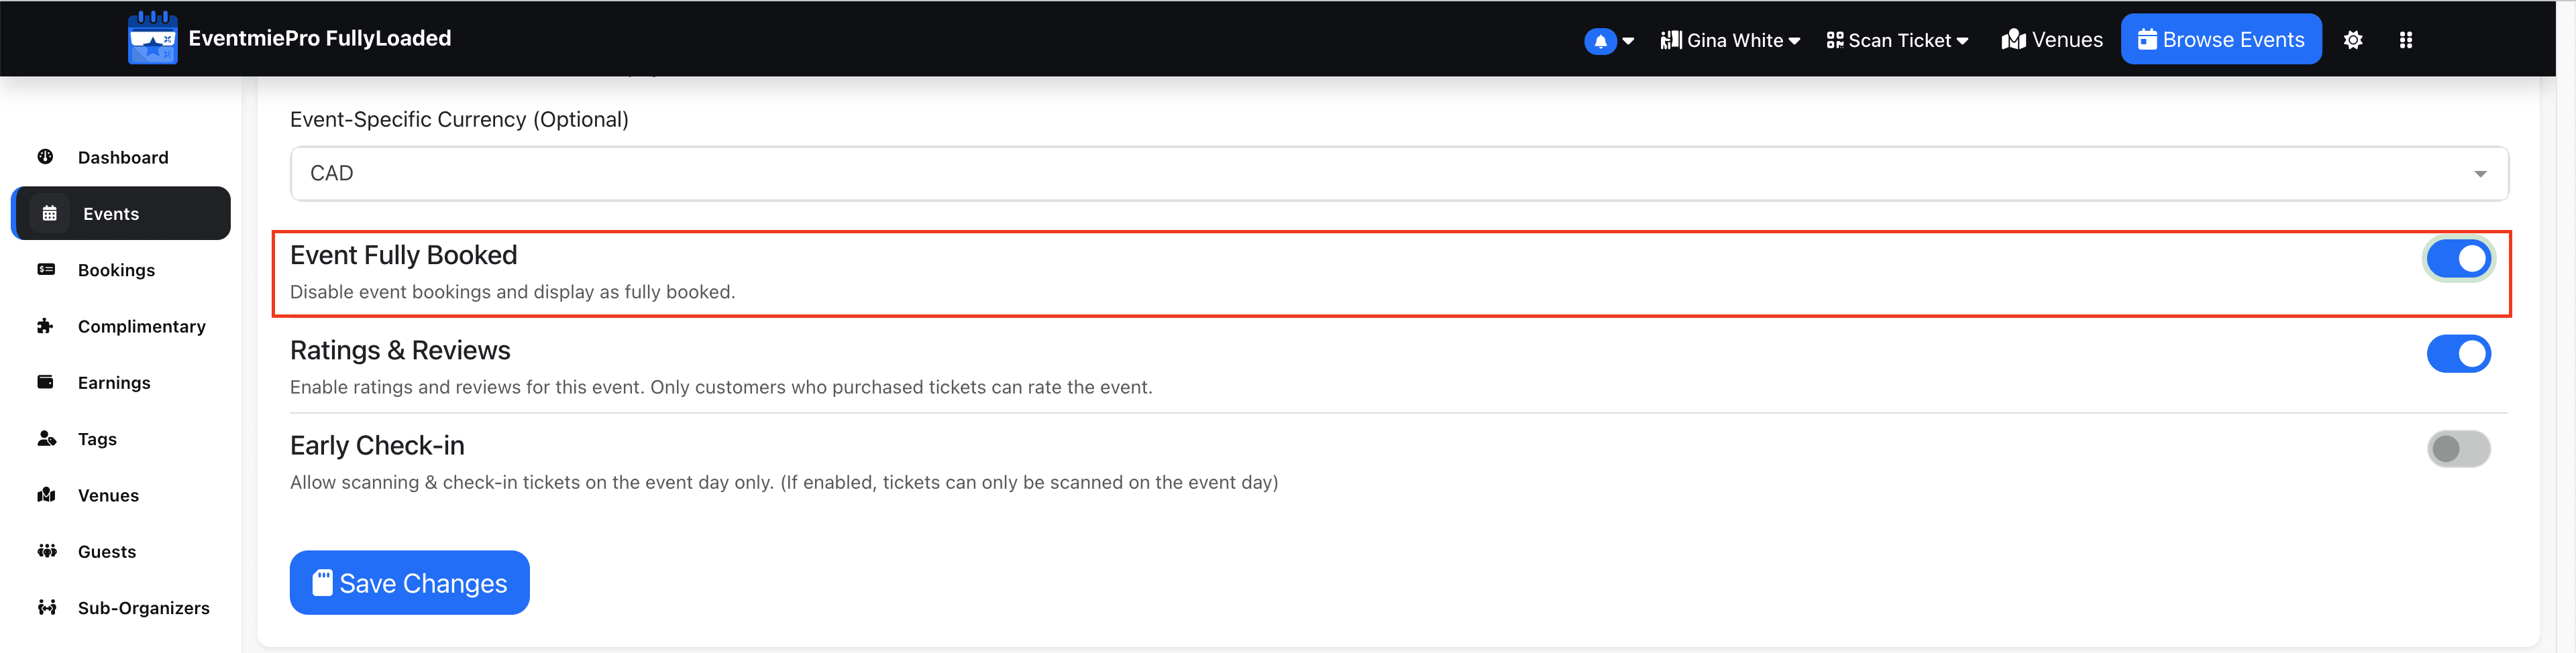 EventmiePro FullyLoaded
Gina White
Scan Ticket
Venues
Browse Events
Dashboard
Events
Bookings
Complimentary
Earnings
Tags
Venues
Guests
Sub-Organizers
Event-Specific Currency (Optional)
CAD
Event Fully Booked
Disable event bookings and display as fully booked.
Ratings & Reviews
Enable ratings and reviews for this event. Only customers who purchased tickets can rate the event.
Early Check-in
Allow scanning & check-in tickets on the event day only. (If enabled, tickets can only be scanned on the event day)
Save Changes